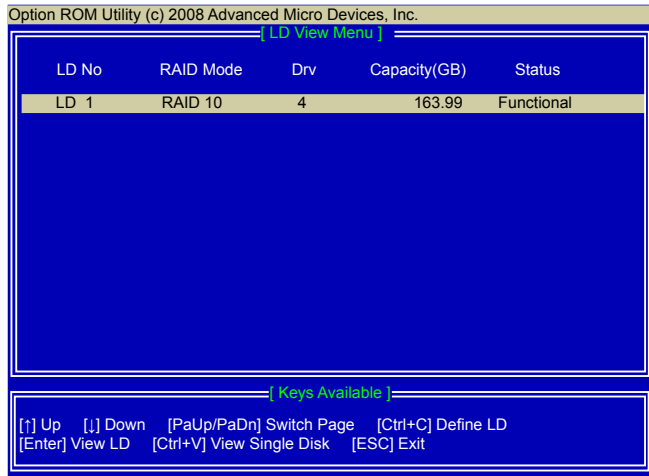 Option ROM Utility (c) 2008 Advanced Micro Devices, Inc.
[ LD View Menu ]
LD No RAID Mode Drv Capacity(GB) Status
LD 1 RAID 10 4 163.99 Functional
[ Keys Available ]
[↑] Up [↓] Down [PaUp/PaDn] Switch Page [Ctrl+C] Define LD
[Enter] View LD [Ctrl+V] View Single Disk [ESC] Exit